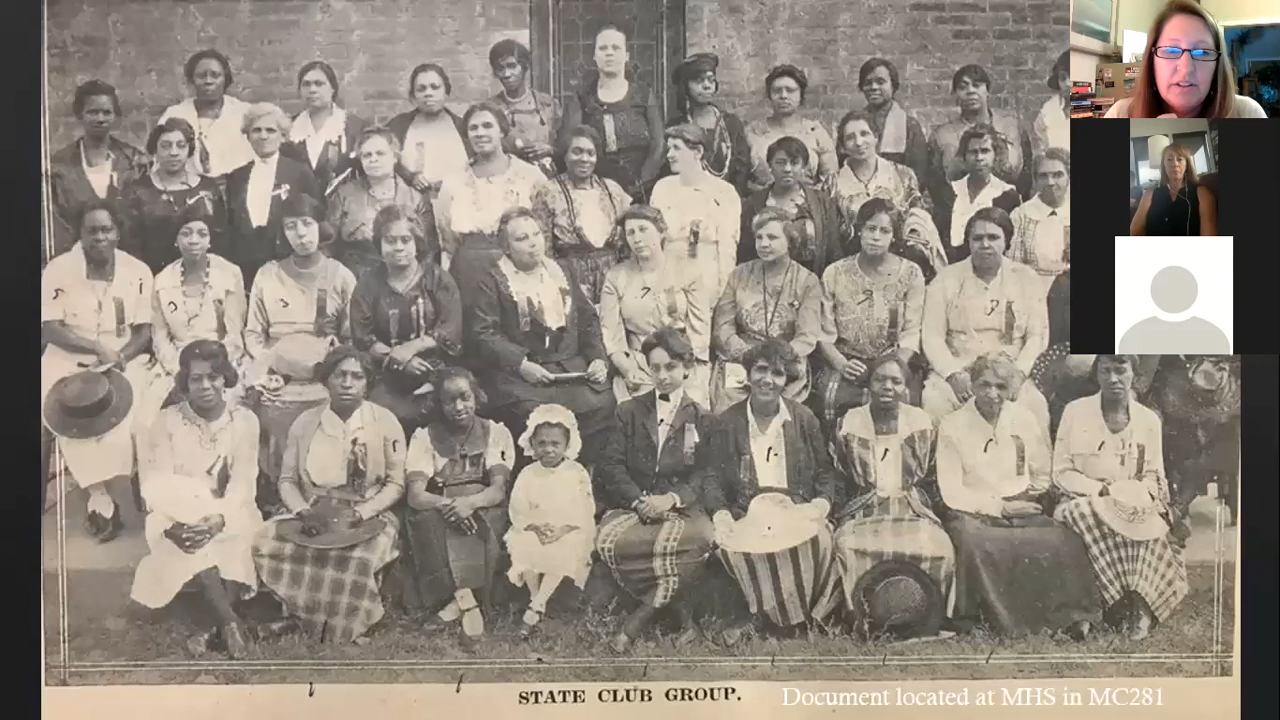 STATE CLUB GROUP.
Document located at MHS in MC281